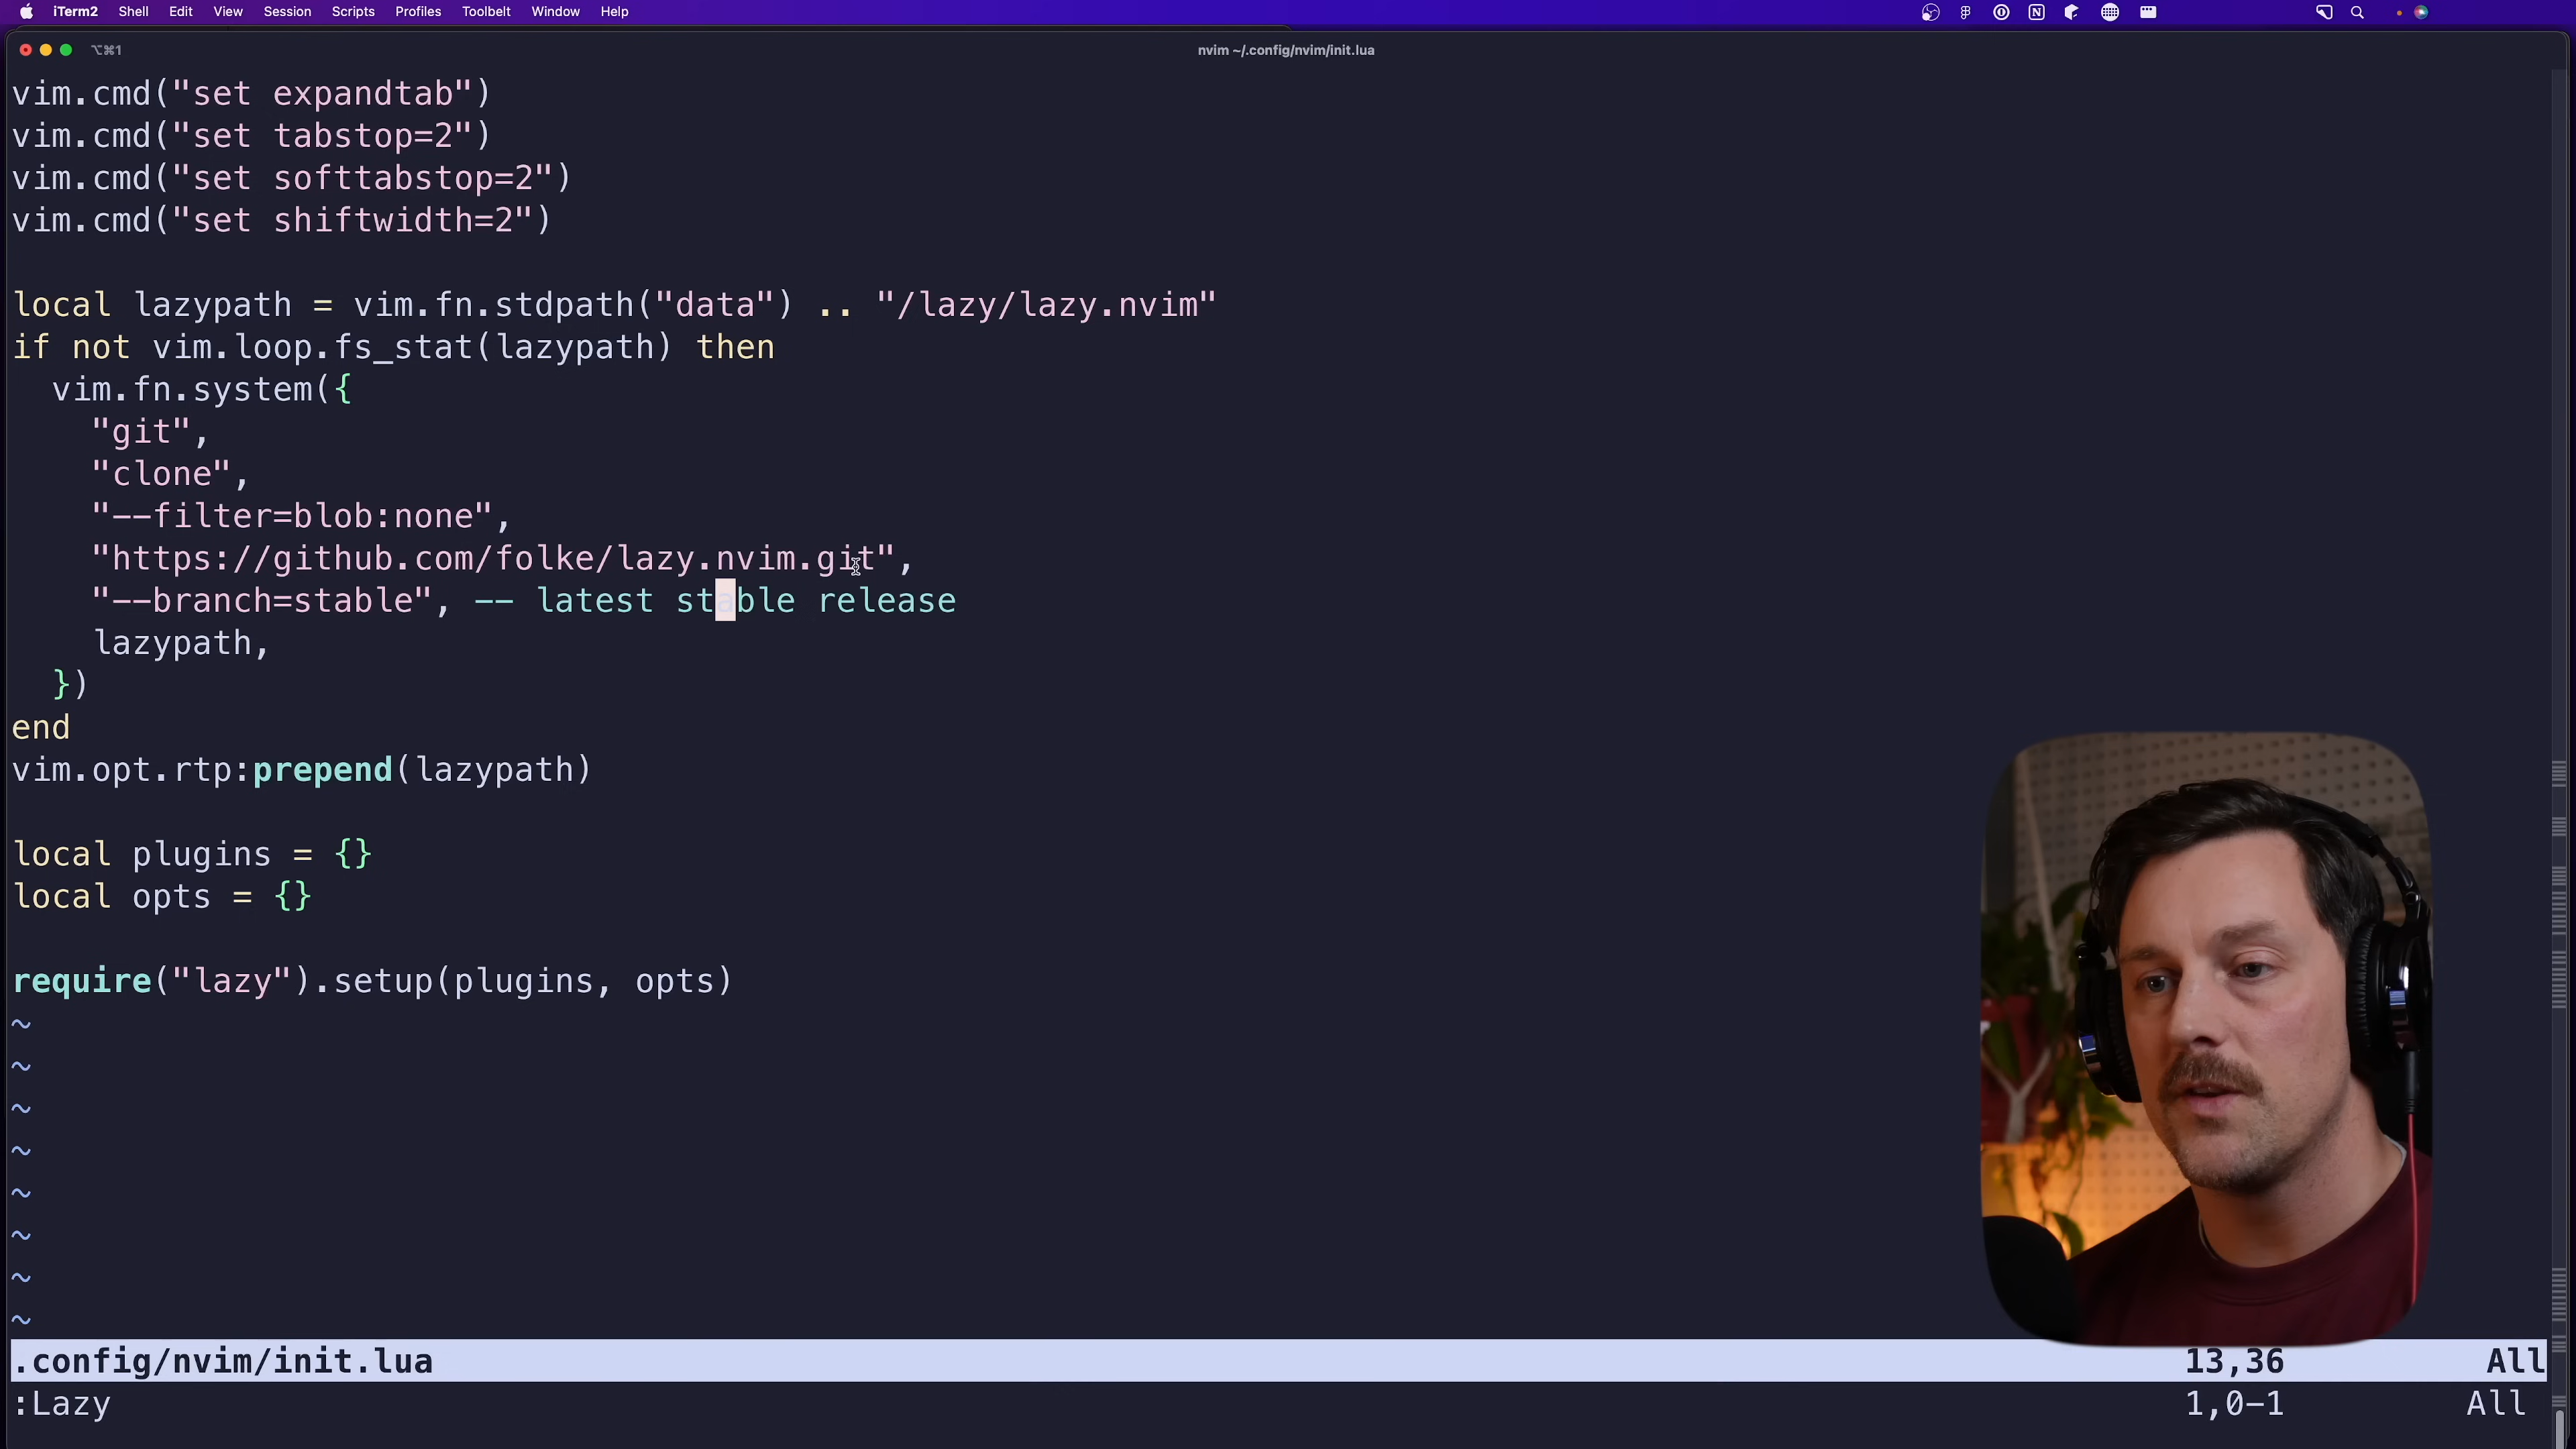 iTerm2 Shell Edit View Session Scripts Profiles Toolbelt Window Help
⌥⌘1
nvim ~/.config/nvim/init.lua
vim.cmd("set expandtab")
vim.cmd("set tabstop=2")
vim.cmd("set softtabstop=2")
vim.cmd("set shiftwidth=2")
local lazypath = vim.fn.stdpath("data") .. "/lazy/lazy.nvim"
if not vim.loop.fs_stat(lazypath) then
  vim.fn.system({
    "git",
    "clone",
    "--filter=blob:none",
    "https://github.com/folke/lazy.nvim.git",
    "--branch=stable", -- latest stable release
    lazypath,
  })
end
vim.opt.rtp:prepend(lazypath)
local plugins = {}
local opts = {}
require("lazy").setup(plugins, opts)
~
~
~
~
~
~
~
~
.config/nvim/init.lua 13,36 All
:Lazy 1,0-1 All